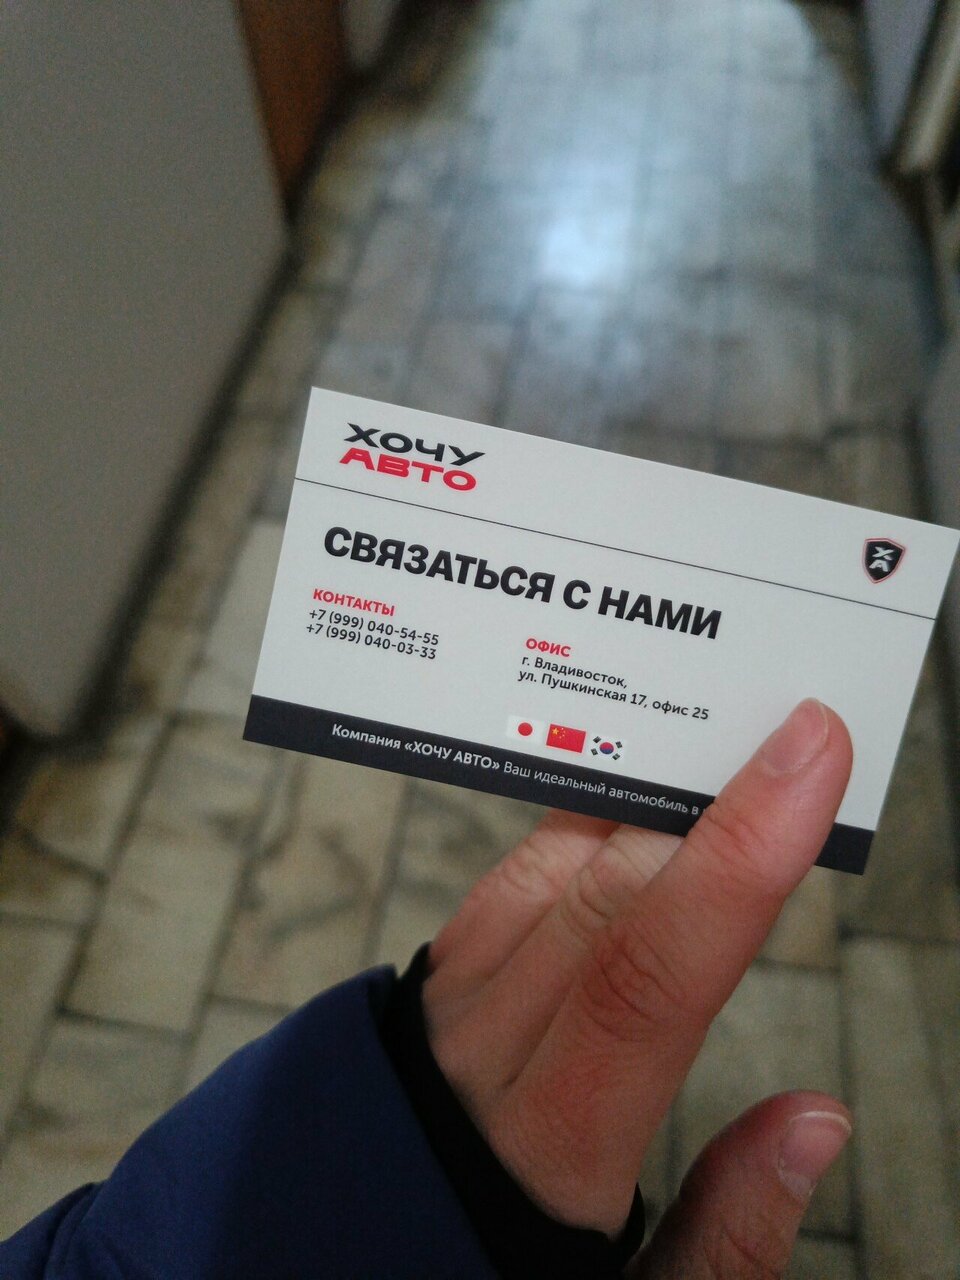 ХОЧУ
АВТО
ХА
СВЯЗАТЬСЯ С НАМИ
КОНТАКТЫ
+7 (999) 040-54-55
+7 (999) 040-03-33
ОФИС
г. Владивосток,
ул. Пушкинская 17, офис 25
Компания «ХОЧУ АВТО» Ваш идеальный автомобиль в